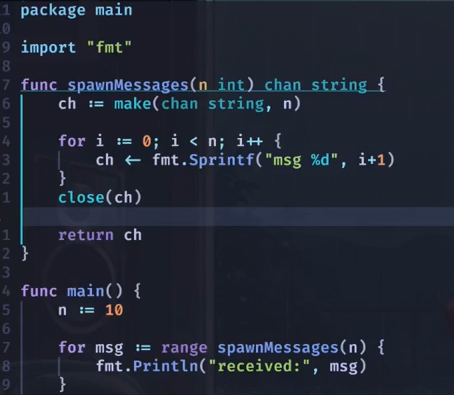 1 package main
0
9 import "fmt"
8
7 func spawnMessages(n int) chan string {
6     ch := make(chan string, n)
5
4     for i := 0; i < n; i++ {
3         ch <- fmt.Sprintf("msg %d", i+1)
2     }
1     close(ch)

1     return ch
2 }
3
4 func main() {
5     n := 10
6
7     for msg := range spawnMessages(n) {
8         fmt.Println("received:", msg)
9     }